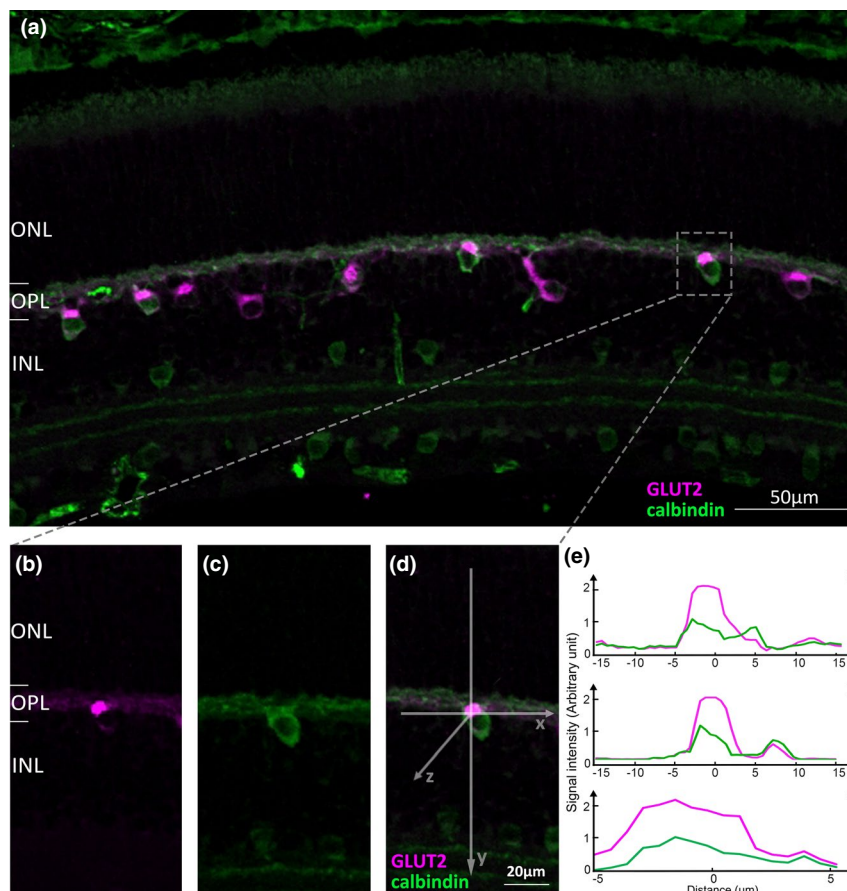 (a)
ONL
OPL
INL
GLUT2
calbindin
50µm
(b)
ONL
OPL
INL
(c)
(d)
x
z
y
GLUT2
calbindin
20µm
(e)
Signal intensity (Arbitrary unit)
2
1
0
-15 -10 -5 0 5 10 15
2
1
0
-15 -10 -5 0 5 10 15
2
1
0
-5 0 5
Distance (µm)